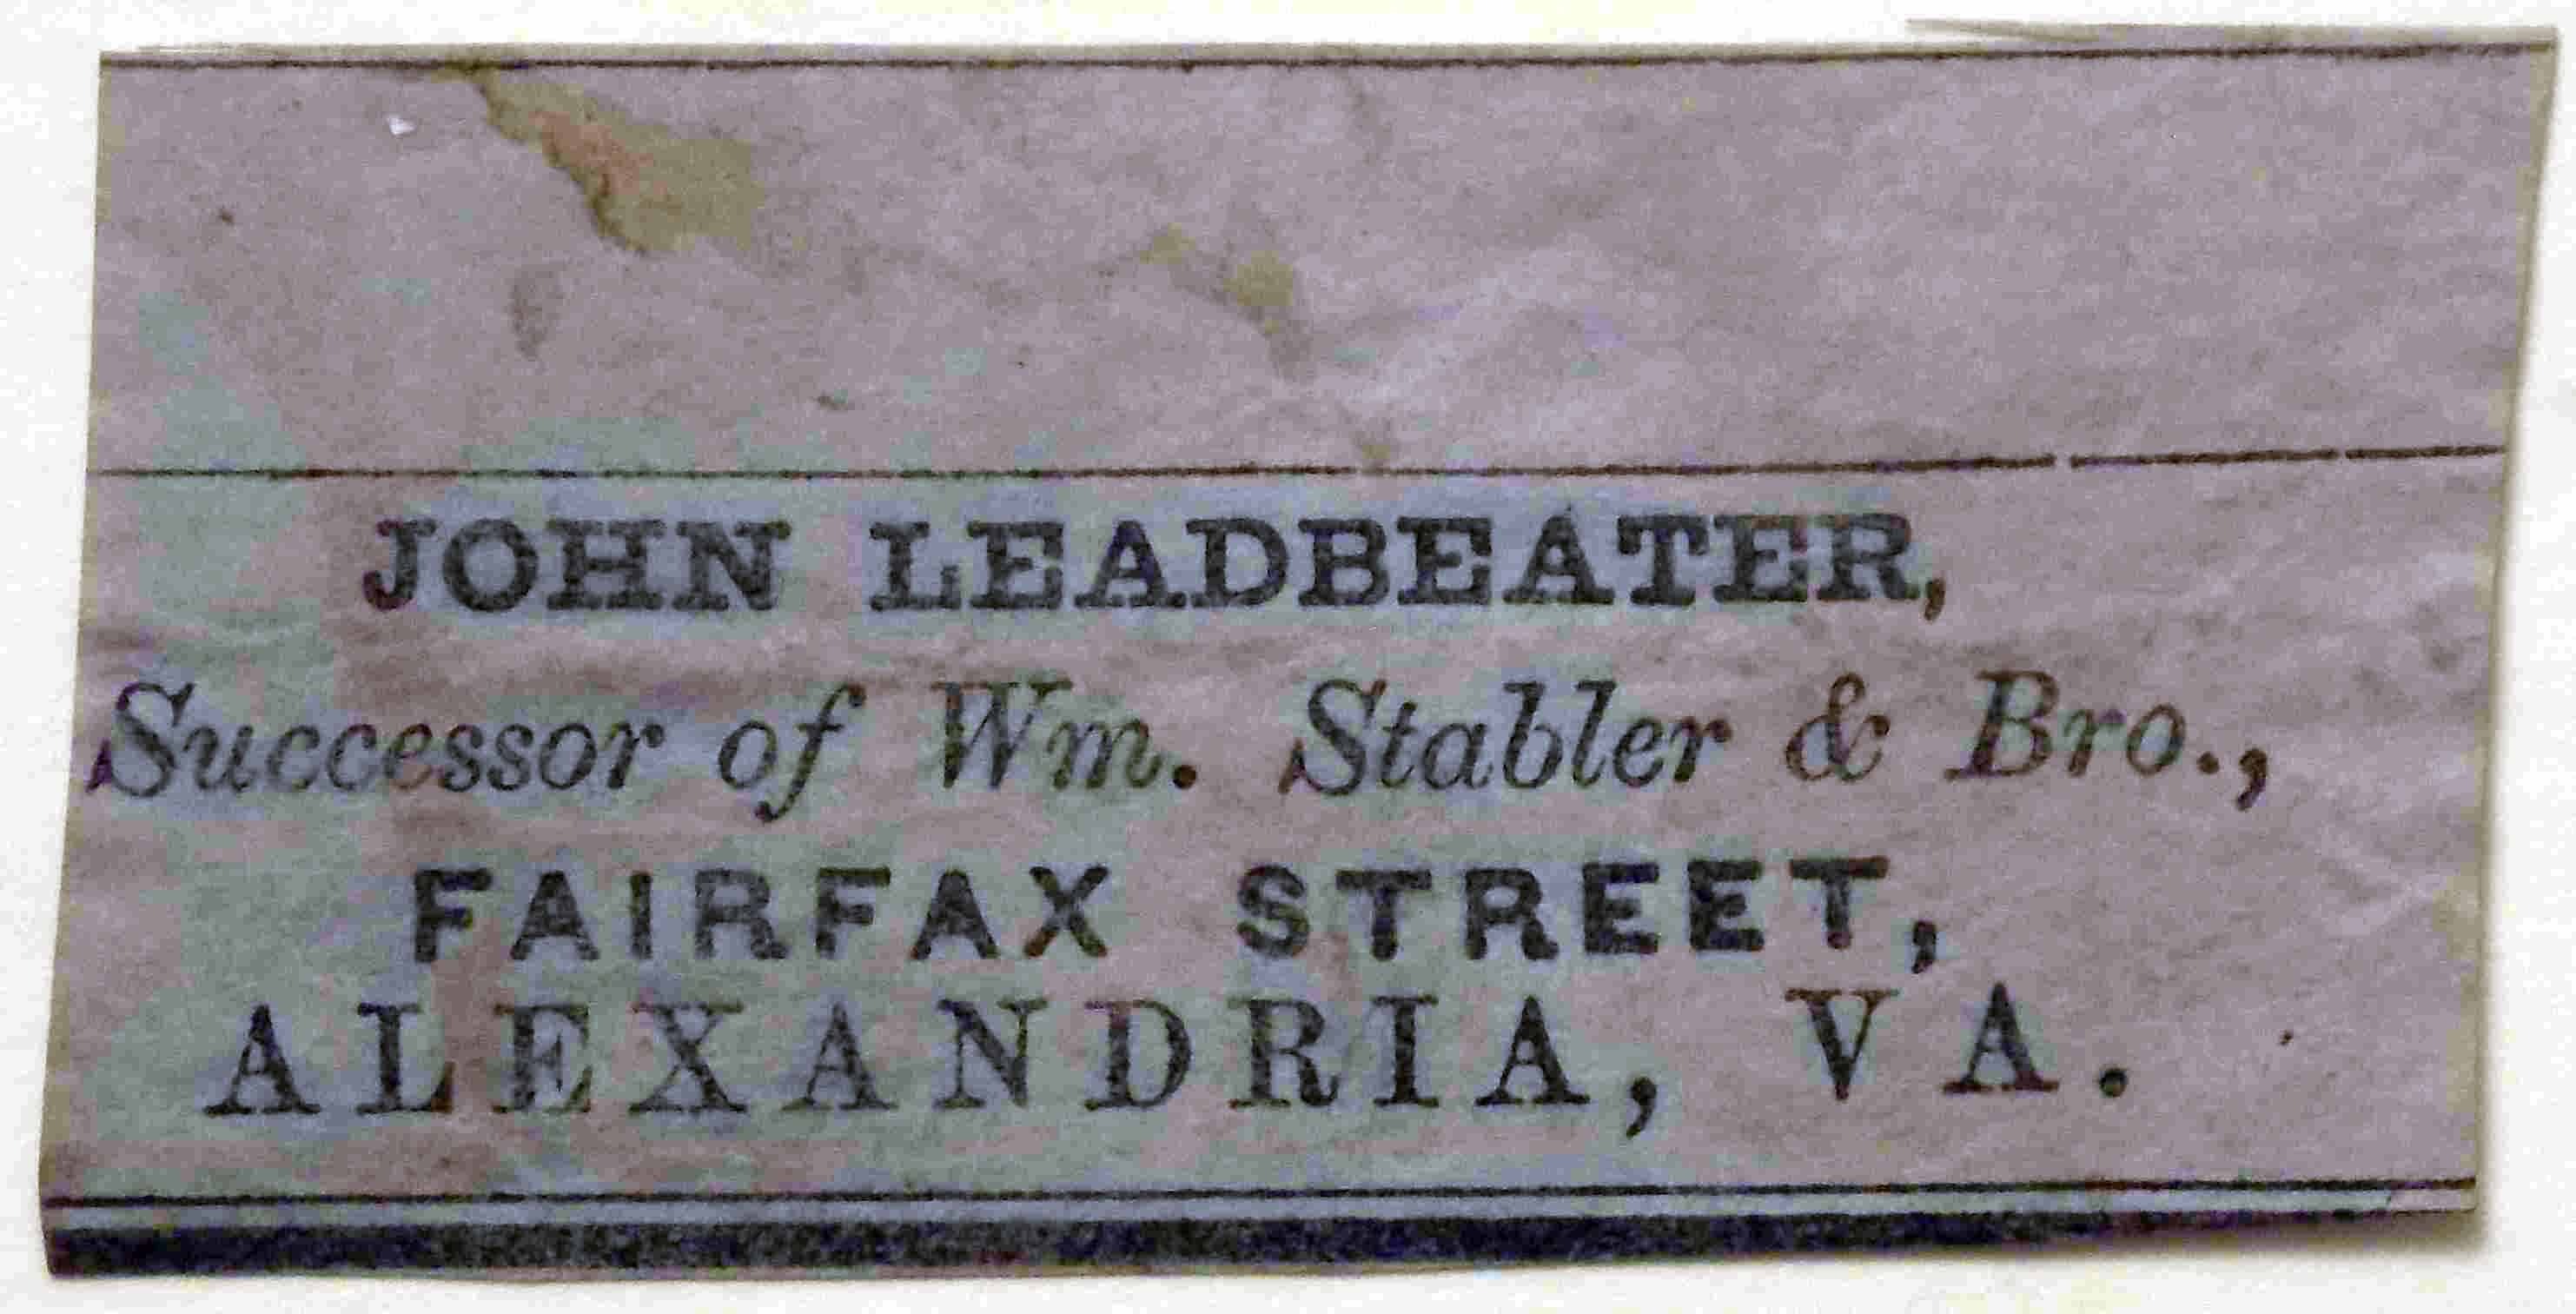 JOHN LEADBEATER,
Successor of Wm. Stabler & Bro.,
FAIRFAX STREET,
ALEXANDRIA, VA.